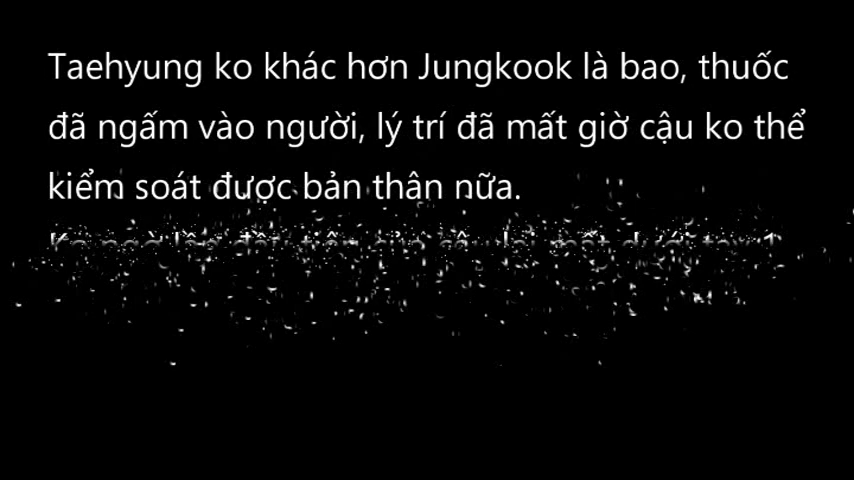 Taehyung ko khác hơn Jungkook là bao, thuốc
đã ngấm vào người, lý trí đã mất giờ cậu ko thể
kiểm soát được bản thân nữa.